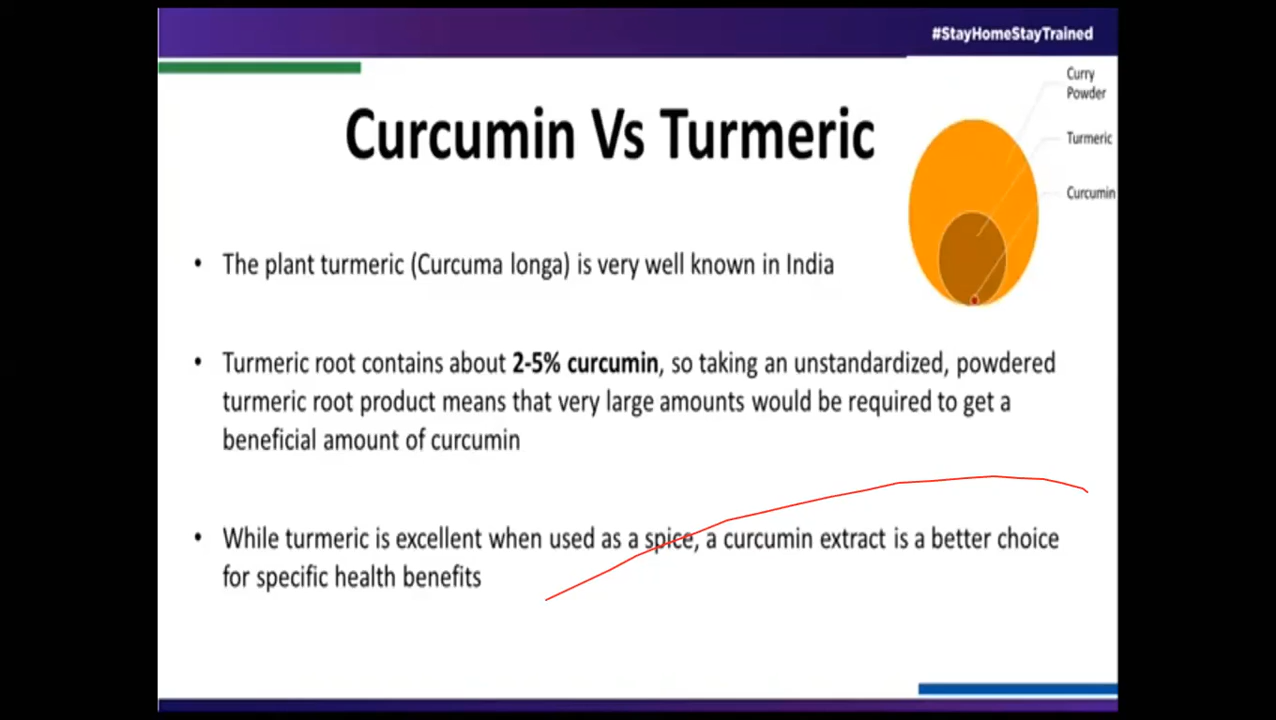 #StayHomeStayTrained
Curry
Powder
Turmeric
Curcumin
Curcumin Vs Turmeric
• The plant turmeric (Curcuma longa) is very well known in India
• Turmeric root contains about 2-5% curcumin, so taking an unstandardized, powdered
turmeric root product means that very large amounts would be required to get a
beneficial amount of curcumin
• While turmeric is excellent when used as a spice, a curcumin extract is a better choice
for specific health benefits